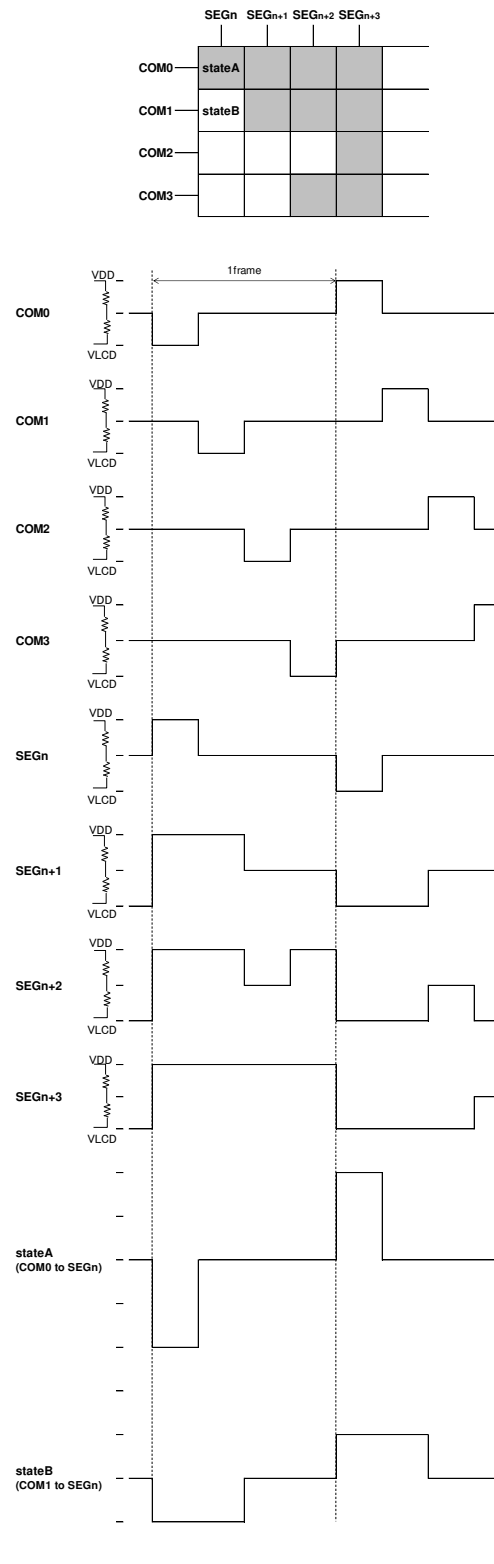 SEGn SEGn+1 SEGn+2 SEGn+3
COM0 stateA
COM1 stateB
COM2
COM3
1frame
VDD
COM0
VLCD
VDD
COM1
VLCD
VDD
COM2
VLCD
VDD
COM3
VLCD
VDD
SEGn
VLCD
VDD
SEGn+1
VLCD
VDD
SEGn+2
VLCD
VDD
SEGn+3
VLCD
stateA
(COM0 to SEGn)
stateB
(COM1 to SEGn)